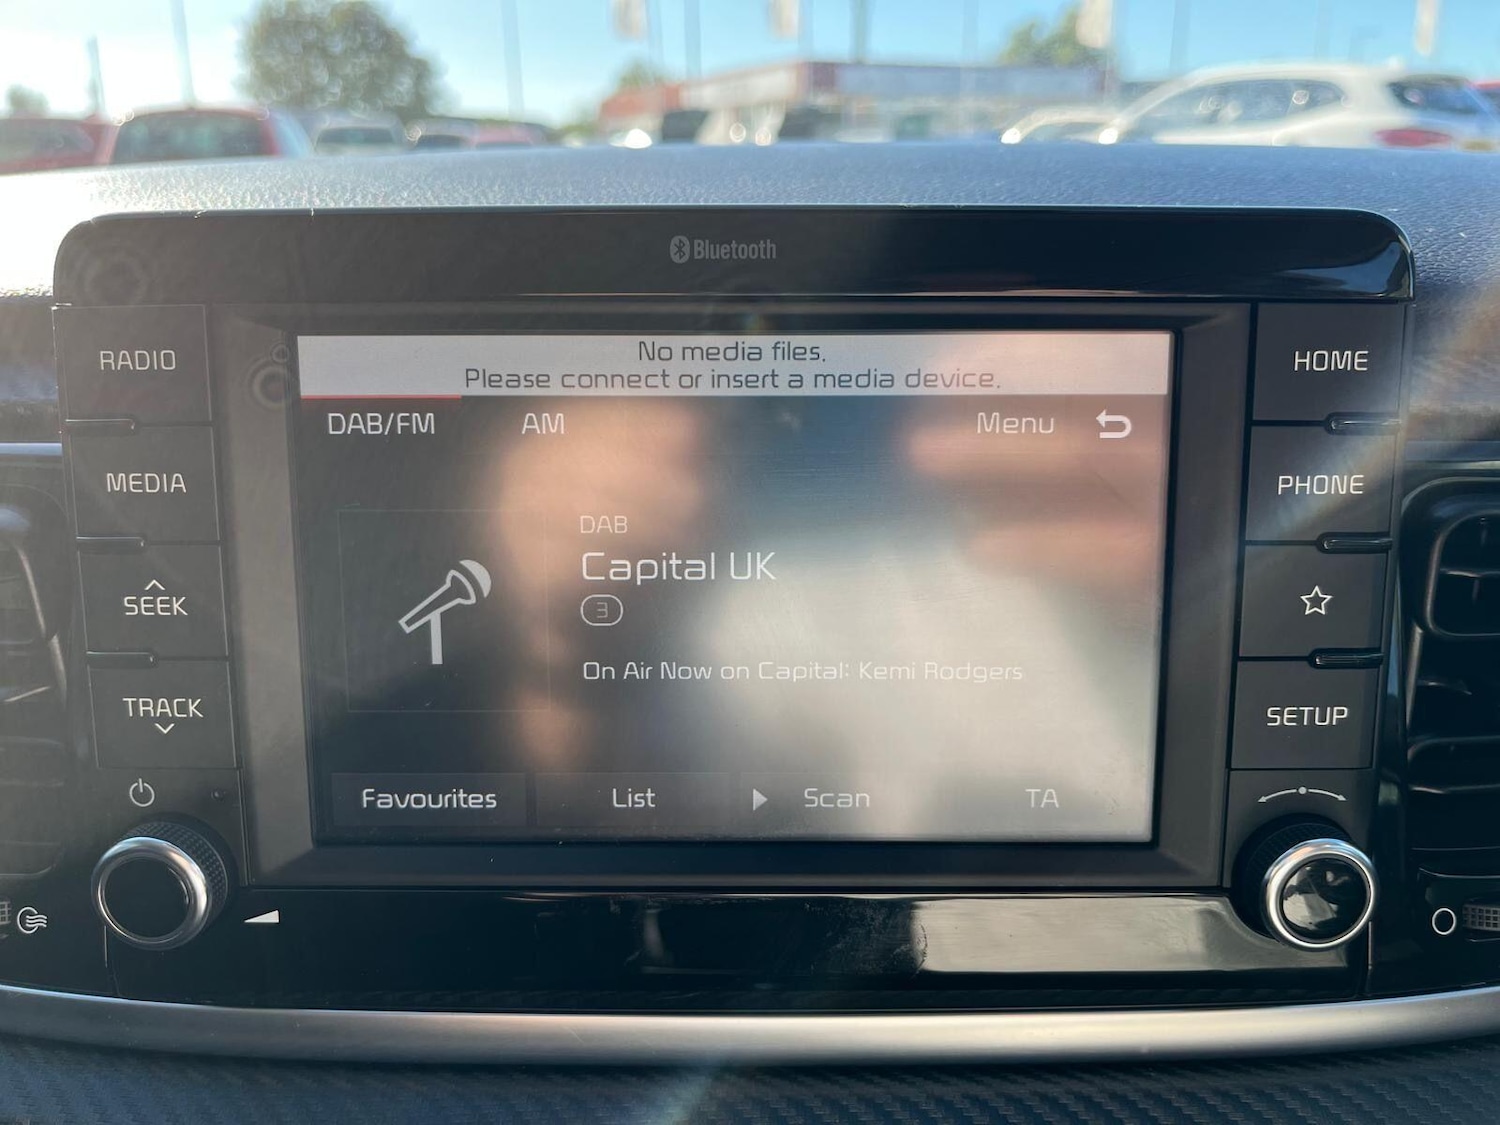 Bluetooth
RADIO
MEDIA
SEEK
TRACK
No media files.
Please connect or insert a media device.
DAB/FM AM Menu
DAB
Capital UK
3
On Air Now on Capital: Kemi Rodgers
Favourites List Scan TA
HOME
PHONE
SETUP